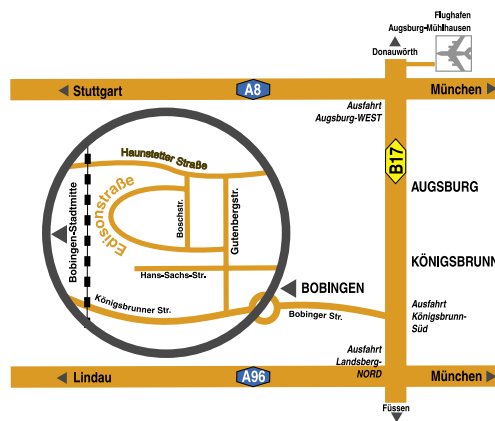 Flughafen
Augsburg-Mühlhausen
Donauwörth
Stuttgart
A8
München
Ausfahrt
Augsburg-WEST
B17
Haunstetter Straße
Edisonstraße
Boschstr.
Gutenbergstr.
Bobingen-Stadtmitte
AUGSBURG
KÖNIGSBRUNN
Hans-Sachs-Str.
BOBINGEN
Königsbrunner Str.
Bobinger Str.
Ausfahrt
Königsbrunn-
Süd
Ausfahrt
Landsberg-
NORD
Lindau
A96
München
Füssen